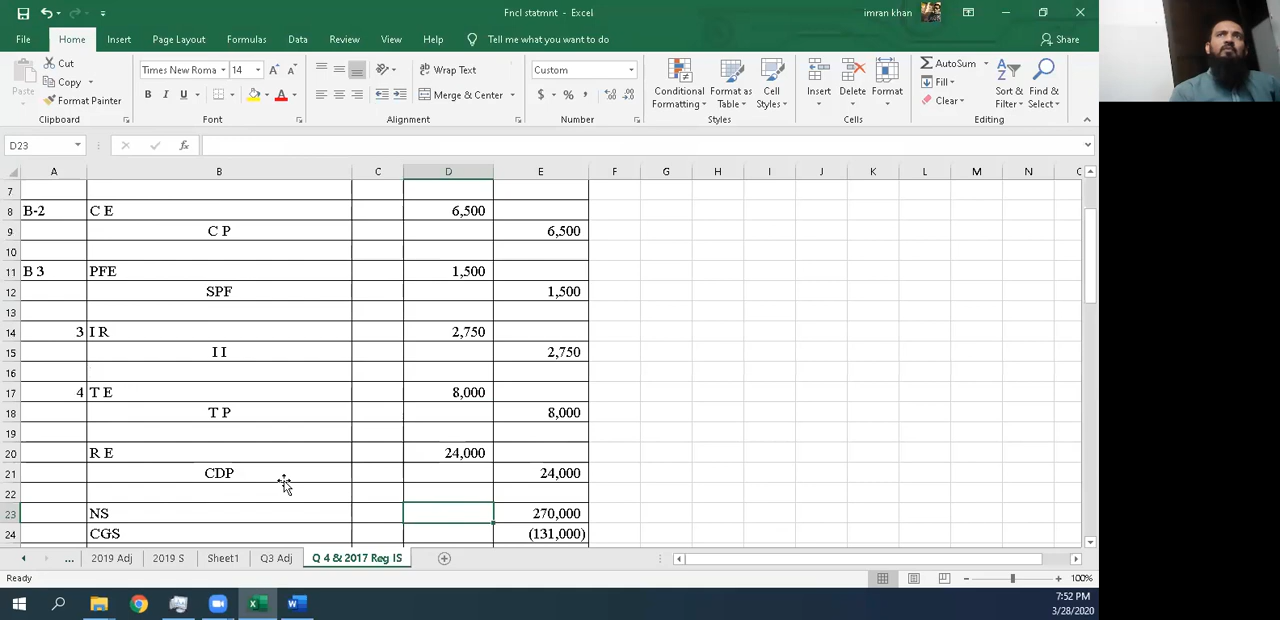 Fncl statmnt - Excel
imran khan
File Home Insert Page Layout Formulas Data Review View Help Tell me what you want to do Share
Cut
Copy
Format Painter
Paste
Clipboard
Times New Roma 14 A A
B I U A
Font
Wrap Text
Merge & Center
Alignment
Custom
$ % , .00
Number
Conditional Formatting
Format as Table
Cell Styles
Styles
Insert Delete Format
Cells
AutoSum
Fill
Clear
Sort & Filter
Find & Select
Editing
D23 fx
A B C D E F G H I J K L M N
7
8 B-2 C E 6,500
9 C P 6,500
10
11 B 3 PFE 1,500
12 SPF 1,500
13
14 3 I R 2,750
15 I I 2,750
16
17 4 T E 8,000
18 T P 8,000
19
20 R E 24,000
21 CDP 24,000
22
23 NS 270,000
24 CGS (131,000)
... 2019 Adj 2019 S Sheet1 Q3 Adj Q 4 & 2017 Reg IS
Ready 100%
7:52 PM
3/28/2020